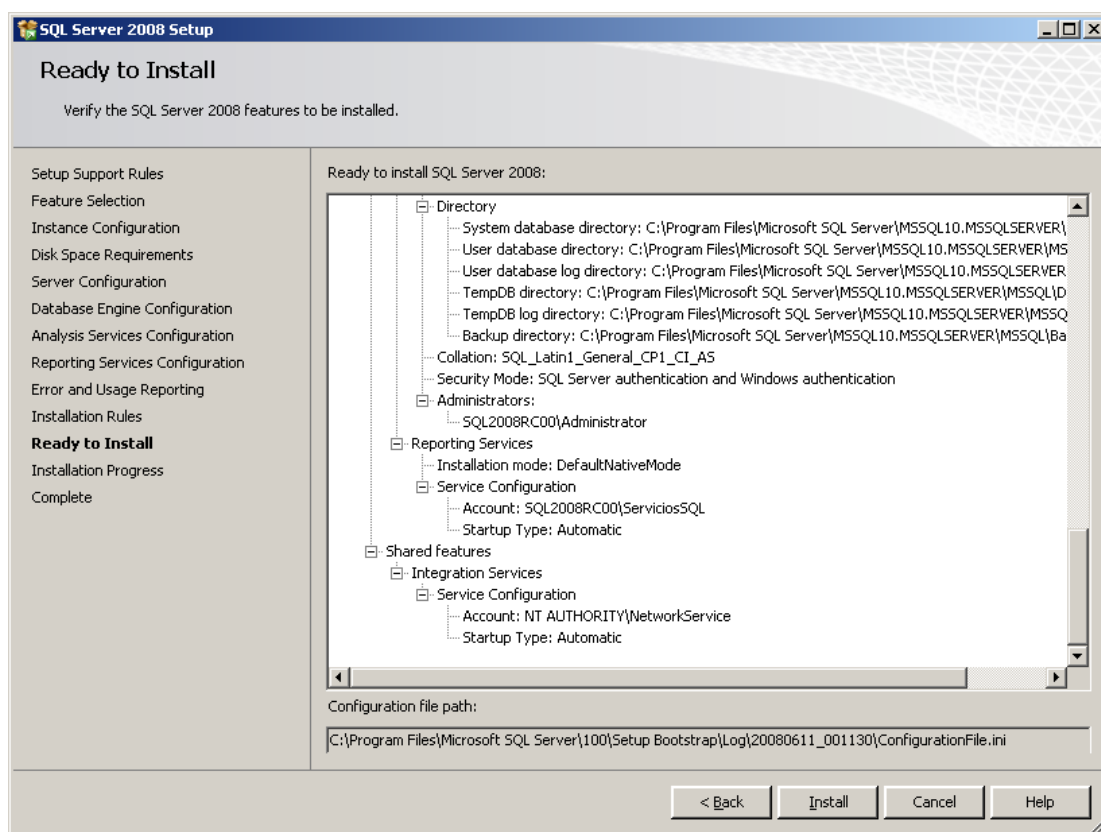 SQL Server 2008 Setup
Ready to Install
Verify the SQL Server 2008 features to be installed.
Setup Support Rules
Feature Selection
Instance Configuration
Disk Space Requirements
Server Configuration
Database Engine Configuration
Analysis Services Configuration
Reporting Services Configuration
Error and Usage Reporting
Installation Rules
Ready to Install
Installation Progress
Complete
Ready to install SQL Server 2008:
Directory
System database directory: C:\Program Files\Microsoft SQL Server\MSSQL10.MSSQLSERVER\
User database directory: C:\Program Files\Microsoft SQL Server\MSSQL10.MSSQLSERVER\MS
User database log directory: C:\Program Files\Microsoft SQL Server\MSSQL10.MSSQLSERVER
TempDB directory: C:\Program Files\Microsoft SQL Server\MSSQL10.MSSQLSERVER\MSSQL\D
TempDB log directory: C:\Program Files\Microsoft SQL Server\MSSQL10.MSSQLSERVER\MSSQ
Backup directory: C:\Program Files\Microsoft SQL Server\MSSQL10.MSSQLSERVER\MSSQL\Ba
Collation: SQL_Latin1_General_CP1_CI_AS
Security Mode: SQL Server authentication and Windows authentication
Administrators:
SQL2008RC00\Administrator
Reporting Services
Installation mode: DefaultNativeMode
Service Configuration
Account: SQL2008RC00\ServiciosSQL
Startup Type: Automatic
Shared features
Integration Services
Service Configuration
Account: NT AUTHORITY\NetworkService
Startup Type: Automatic
Configuration file path:
C:\Program Files\Microsoft SQL Server\100\Setup Bootstrap\Log\20080611_001130\ConfigurationFile.ini
< Back
Install
Cancel
Help